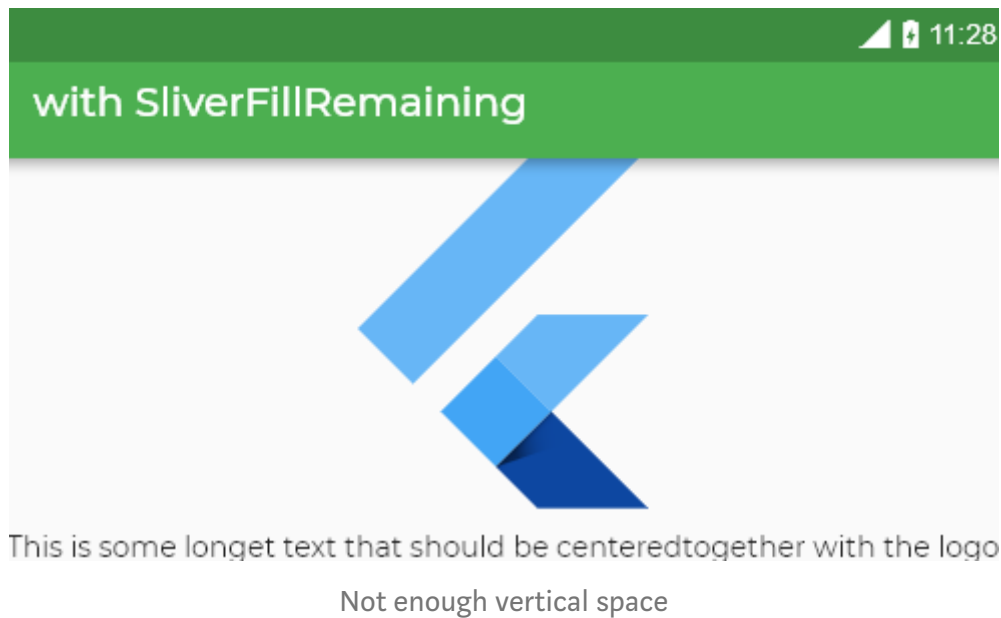 11:28
with SliverFillRemaining
This is some longet text that should be centeredtogether with the logo
Not enough vertical space